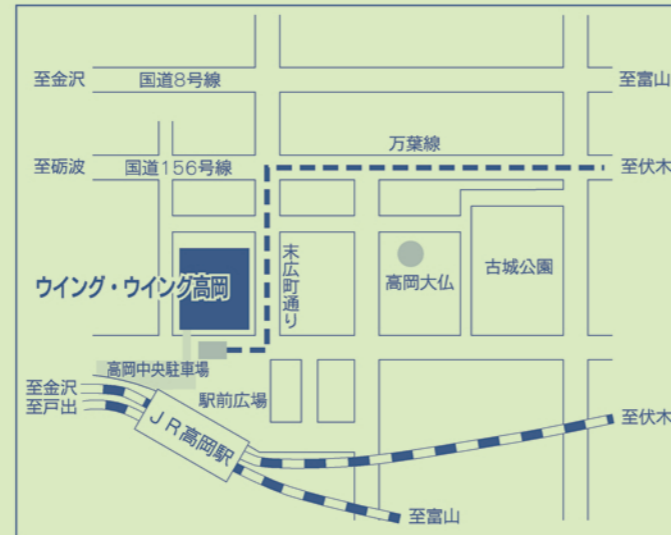 至金沢
国道8号線
至富山
万葉線
至砺波
国道156号線
至伏木
末広町通り
高岡大仏
古城公園
ウイング・ウイング高岡
高岡中央駐車場
至金沢
駅前広場
至戸出
JR高岡駅
至伏木
至富山